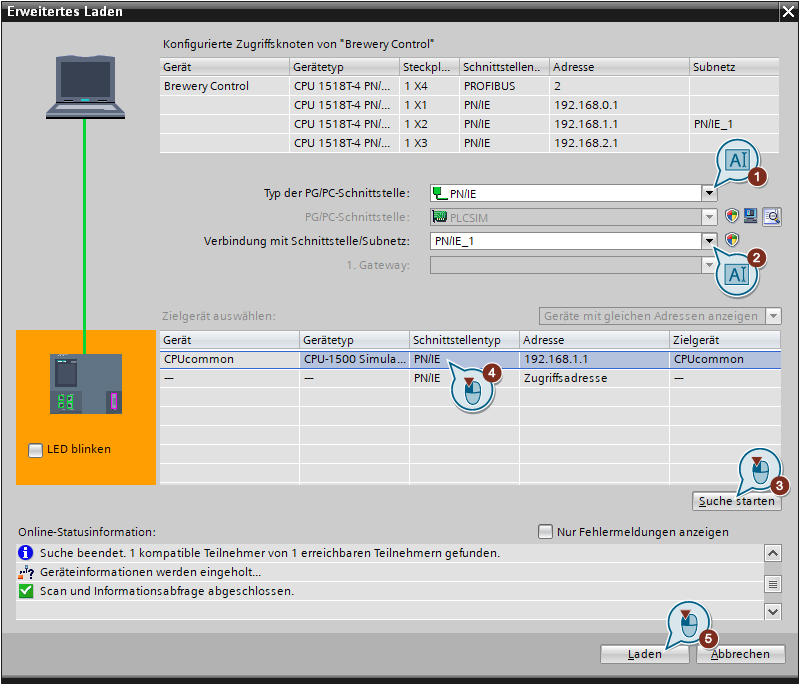 Erweitertes Laden
Konfigurierte Zugriffsknoten von "Brewery Control"
Gerät Gerätetyp Steckpl... Schnittstellen.. Adresse Subnetz
Brewery Control CPU 1518T-4 PN/... 1 X4 PROFIBUS 2
CPU 1518T-4 PN/... 1 X1 PN/IE 192.168.0.1
CPU 1518T-4 PN/... 1 X2 PN/IE 192.168.1.1 PN/IE_1
CPU 1518T-4 PN/... 1 X3 PN/IE 192.168.2.1
AI 1
Typ der PG/PC-Schnittstelle: PN/IE
PG/PC-Schnittstelle: PLCSIM
Verbindung mit Schnittstelle/Subnetz: PN/IE_1
2
1. Gateway: AI
Zielgerät auswählen: Geräte mit gleichen Adressen anzeigen
Gerät Gerätetyp Schnittstellentyp Adresse Zielgerät
CPUcommon CPU-1500 Simula... PN/IE 192.168.1.1 CPUcommon
— — PN/IE Zugriffsadresse —
4
LED blinken
3
Suche starten
Online-Statusinformation: Nur Fehlermeldungen anzeigen
Suche beendet. 1 kompatible Teilnehmer von 1 erreichbaren Teilnehmern gefunden.
Geräteinformationen werden eingeholt...
Scan und Informationsabfrage abgeschlossen.
5
Laden Abbrechen